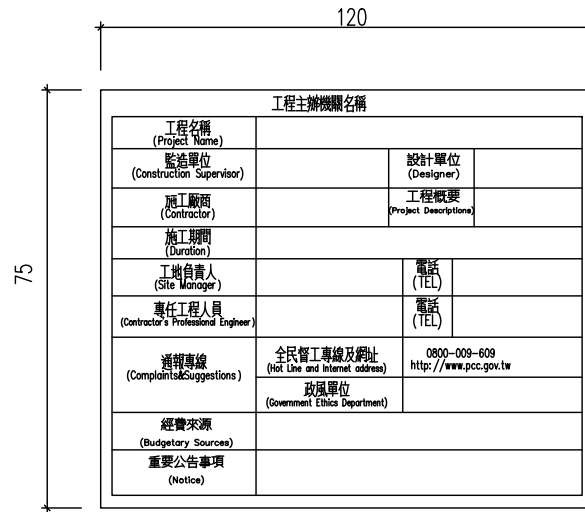 120
75
工程主辦機關名稱
工程名稱
(Project Name)
監造單位
(Construction Supervisor)
設計單位
(Designer)
施工廠商
(Contractor)
工程概要
(Project Descriptions)
施工期間
(Duration)
工地負責人
(Site Manager)
電話
(TEL)
專任工程人員
(Contractor's Professional Engineer)
電話
(TEL)
通報專線
(Complaints&Suggestions)
全民督工專線及網址
(Hot Line and Internet address)
0800-009-609
http://www.pcc.gov.tw
政風單位
(Government Ethics Department)
經費來源
(Budgetary Sources)
重要公告事項
(Notice)